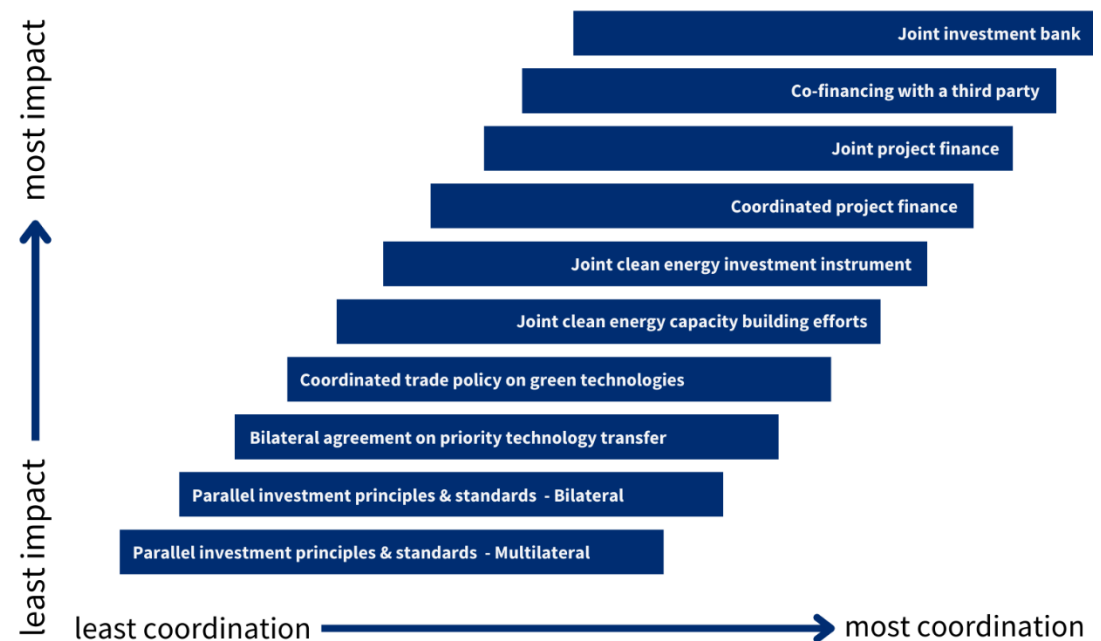 most impact
Joint investment bank
Co-financing with a third party
Joint project finance
Coordinated project finance
Joint clean energy investment instrument
Joint clean energy capacity building efforts
Coordinated trade policy on green technologies
Bilateral agreement on priority technology transfer
Parallel investment principles & standards - Bilateral
Parallel investment principles & standards - Multilateral
least impact
least coordination
most coordination